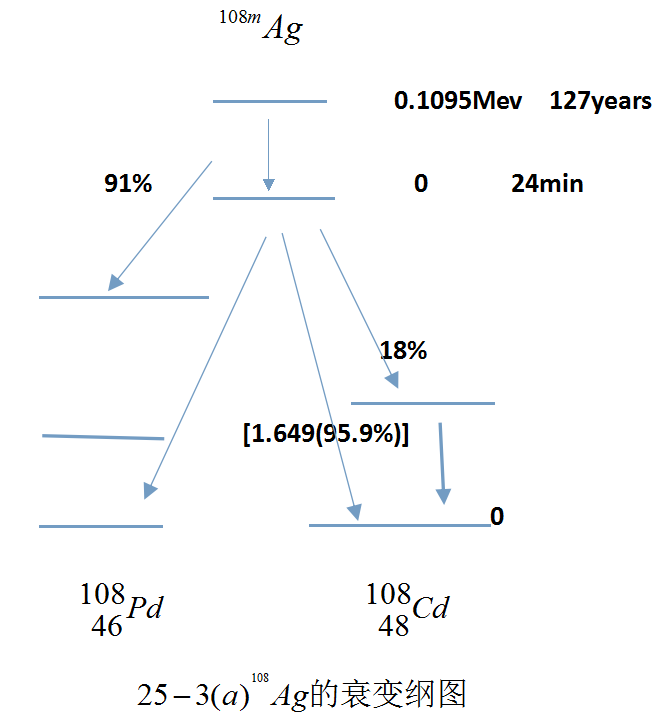 108m Ag
0.1095Mev 127years
91% 0 24min
18%
[1.649(95.9%)]
0
108 46 Pd 108 48 Cd
25-3(a) 108 Ag的衰变纲图